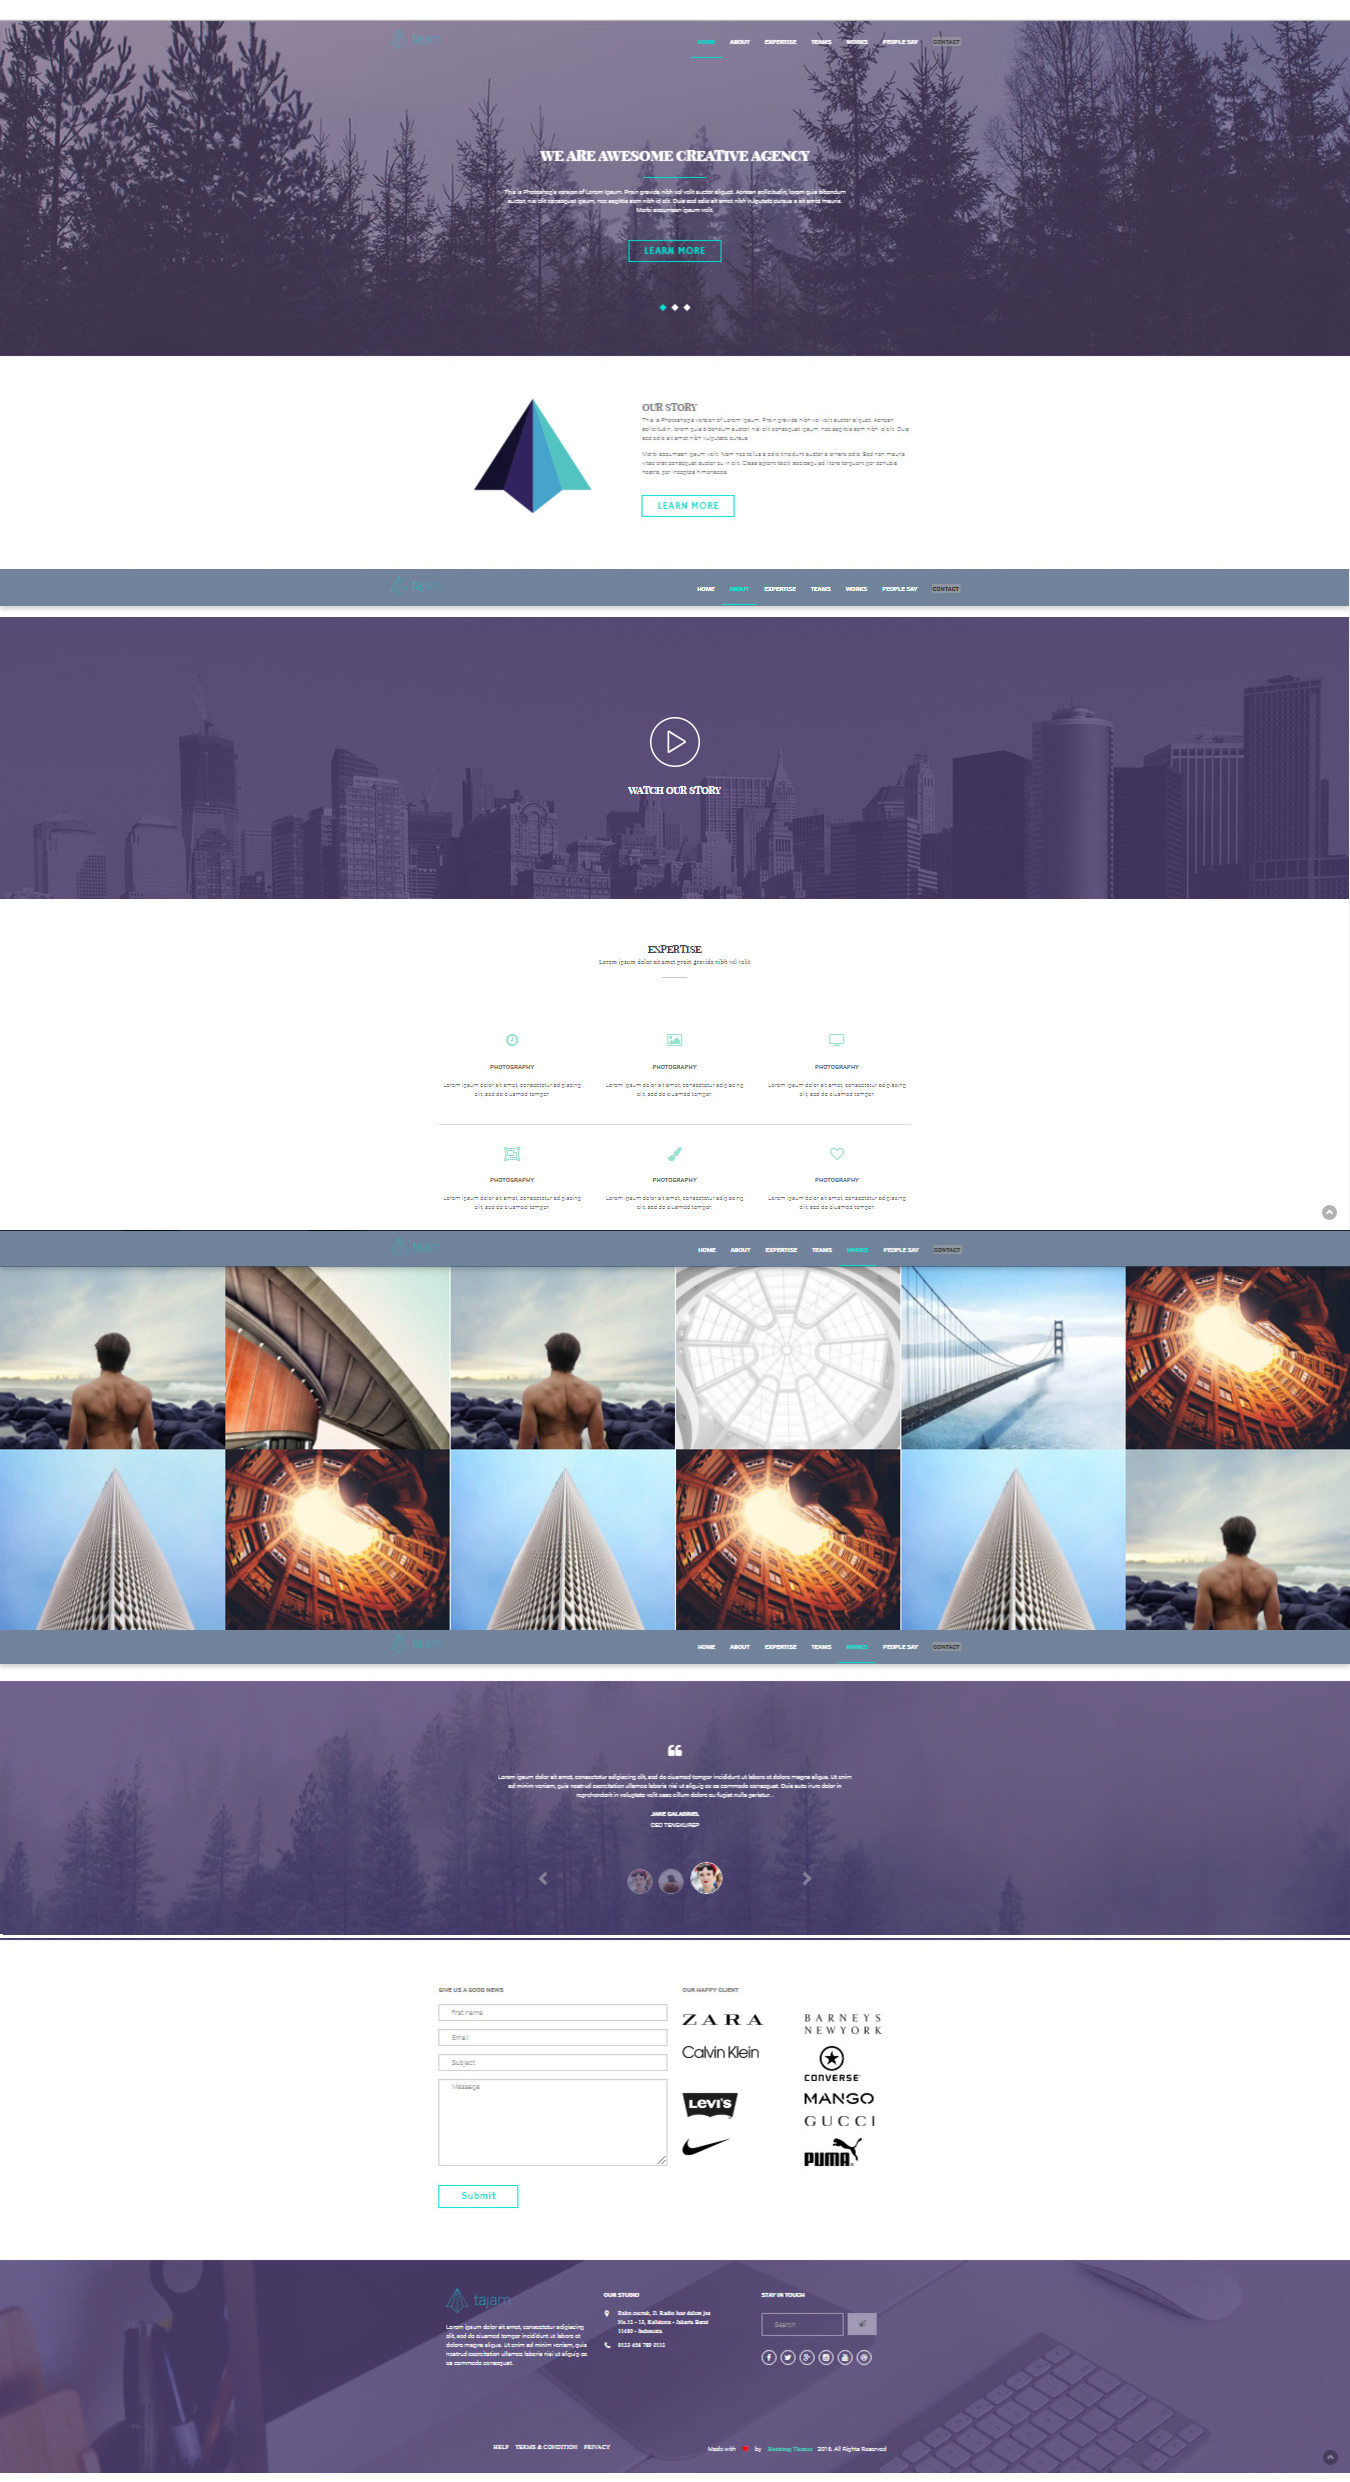 tajam
HOME ABOUT EXPERTISE TEAMS WORKS PEOPLE SAY CONTACT
WE ARE AWESOME CREATIVE AGENCY
This is Photoshop's version of Lorem Ipsum. Proin gravida nibh vel velit auctor aliquet. Aenean sollicitudin, lorem quis bibendum
auctor, nisi elit consequat ipsum, nec sagittis sem nibh id elit. Duis sed odio sit amet nibh vulputate cursus a sit amet mauris.
Morbi accumsan ipsum velit.
LEARN MORE
OUR STORY
This is Photoshop's version of Lorem Ipsum. Proin gravida nibh vel velit auctor aliquet. Aenean
sollicitudin, lorem quis bibendum auctor, nisi elit consequat ipsum, nec sagittis sem nibh id elit. Duis
sed odio sit amet nibh vulputate cursus
Morbi accumsan ipsum velit. Nam nec tellus a odio tincidunt auctor a ornare odio. Sed non mauris
vitae erat consequat auctor eu in elit. Class aptent taciti sociosqu ad litora torquent per conubia
nostra, per inceptos himenaeos.
LEARN MORE
tajam
HOME ABOUT EXPERTISE TEAMS WORKS PEOPLE SAY CONTACT
WATCH OUR STORY
EXPERTISE
Lorem ipsum dolor sit amet proin gravida nibh vel velit
PHOTOGRAPHY PHOTOGRAPHY PHOTOGRAPHY
Lorem ipsum dolor sit amet, consectetur adipiscing Lorem ipsum dolor sit amet, consectetur adipiscing Lorem ipsum dolor sit amet, consectetur adipiscing
elit, sed do eiusmod tempor. elit, sed do eiusmod tempor. elit, sed do eiusmod tempor.
PHOTOGRAPHY PHOTOGRAPHY PHOTOGRAPHY
Lorem ipsum dolor sit amet, consectetur adipiscing Lorem ipsum dolor sit amet, consectetur adipiscing Lorem ipsum dolor sit amet, consectetur adipiscing
elit, sed do eiusmod tempor. elit, sed do eiusmod tempor. elit, sed do eiusmod tempor.
tajam
HOME ABOUT EXPERTISE TEAMS WORKS PEOPLE SAY CONTACT
tajam
HOME ABOUT EXPERTISE TEAMS WORKS PEOPLE SAY CONTACT
Lorem ipsum dolor sit amet, consectetur adipiscing elit, sed do eiusmod tempor incididunt ut labore et dolore magna aliqua. Ut enim
ad minim veniam, quis nostrud exercitation ullamco laboris nisi ut aliquip ex ea commodo consequat. Duis aute irure dolor in
reprehenderit in voluptate velit esse cillum dolore eu fugiat nulla pariatur...
JANE GALADRIEL
CEO TENGKUREP
GIVE US A GOOD NEWS
first name
Email
Subject
Message
Submit
OUR HAPPY CLIENT
ZARA
BARNEYS
NEWYORK
Calvin Klein
CONVERSE
LEVI'S
MANGO
GUCCI
PUMA
tajam
Lorem ipsum dolor sit amet, consectetur adipiscing
elit, sed do eiusmod tempor incididunt ut labore et
dolore magna aliqua. Ut enim ad minim veniam, quis
nostrud exercitation ullamco laboris nisi ut aliquip ex
ea commodo consequat.
OUR STUDIO
Ruko cucruk, Jl. Radio luar dalem jos
No.12 - 13, Kalideres - Jakarta Barat
11480 - Indonesia
STAY IN TOUCH
Search
HELP TERMS & CONDITION PRIVACY
Made with by Bootstrap Themes 2016. All Rights Reserved